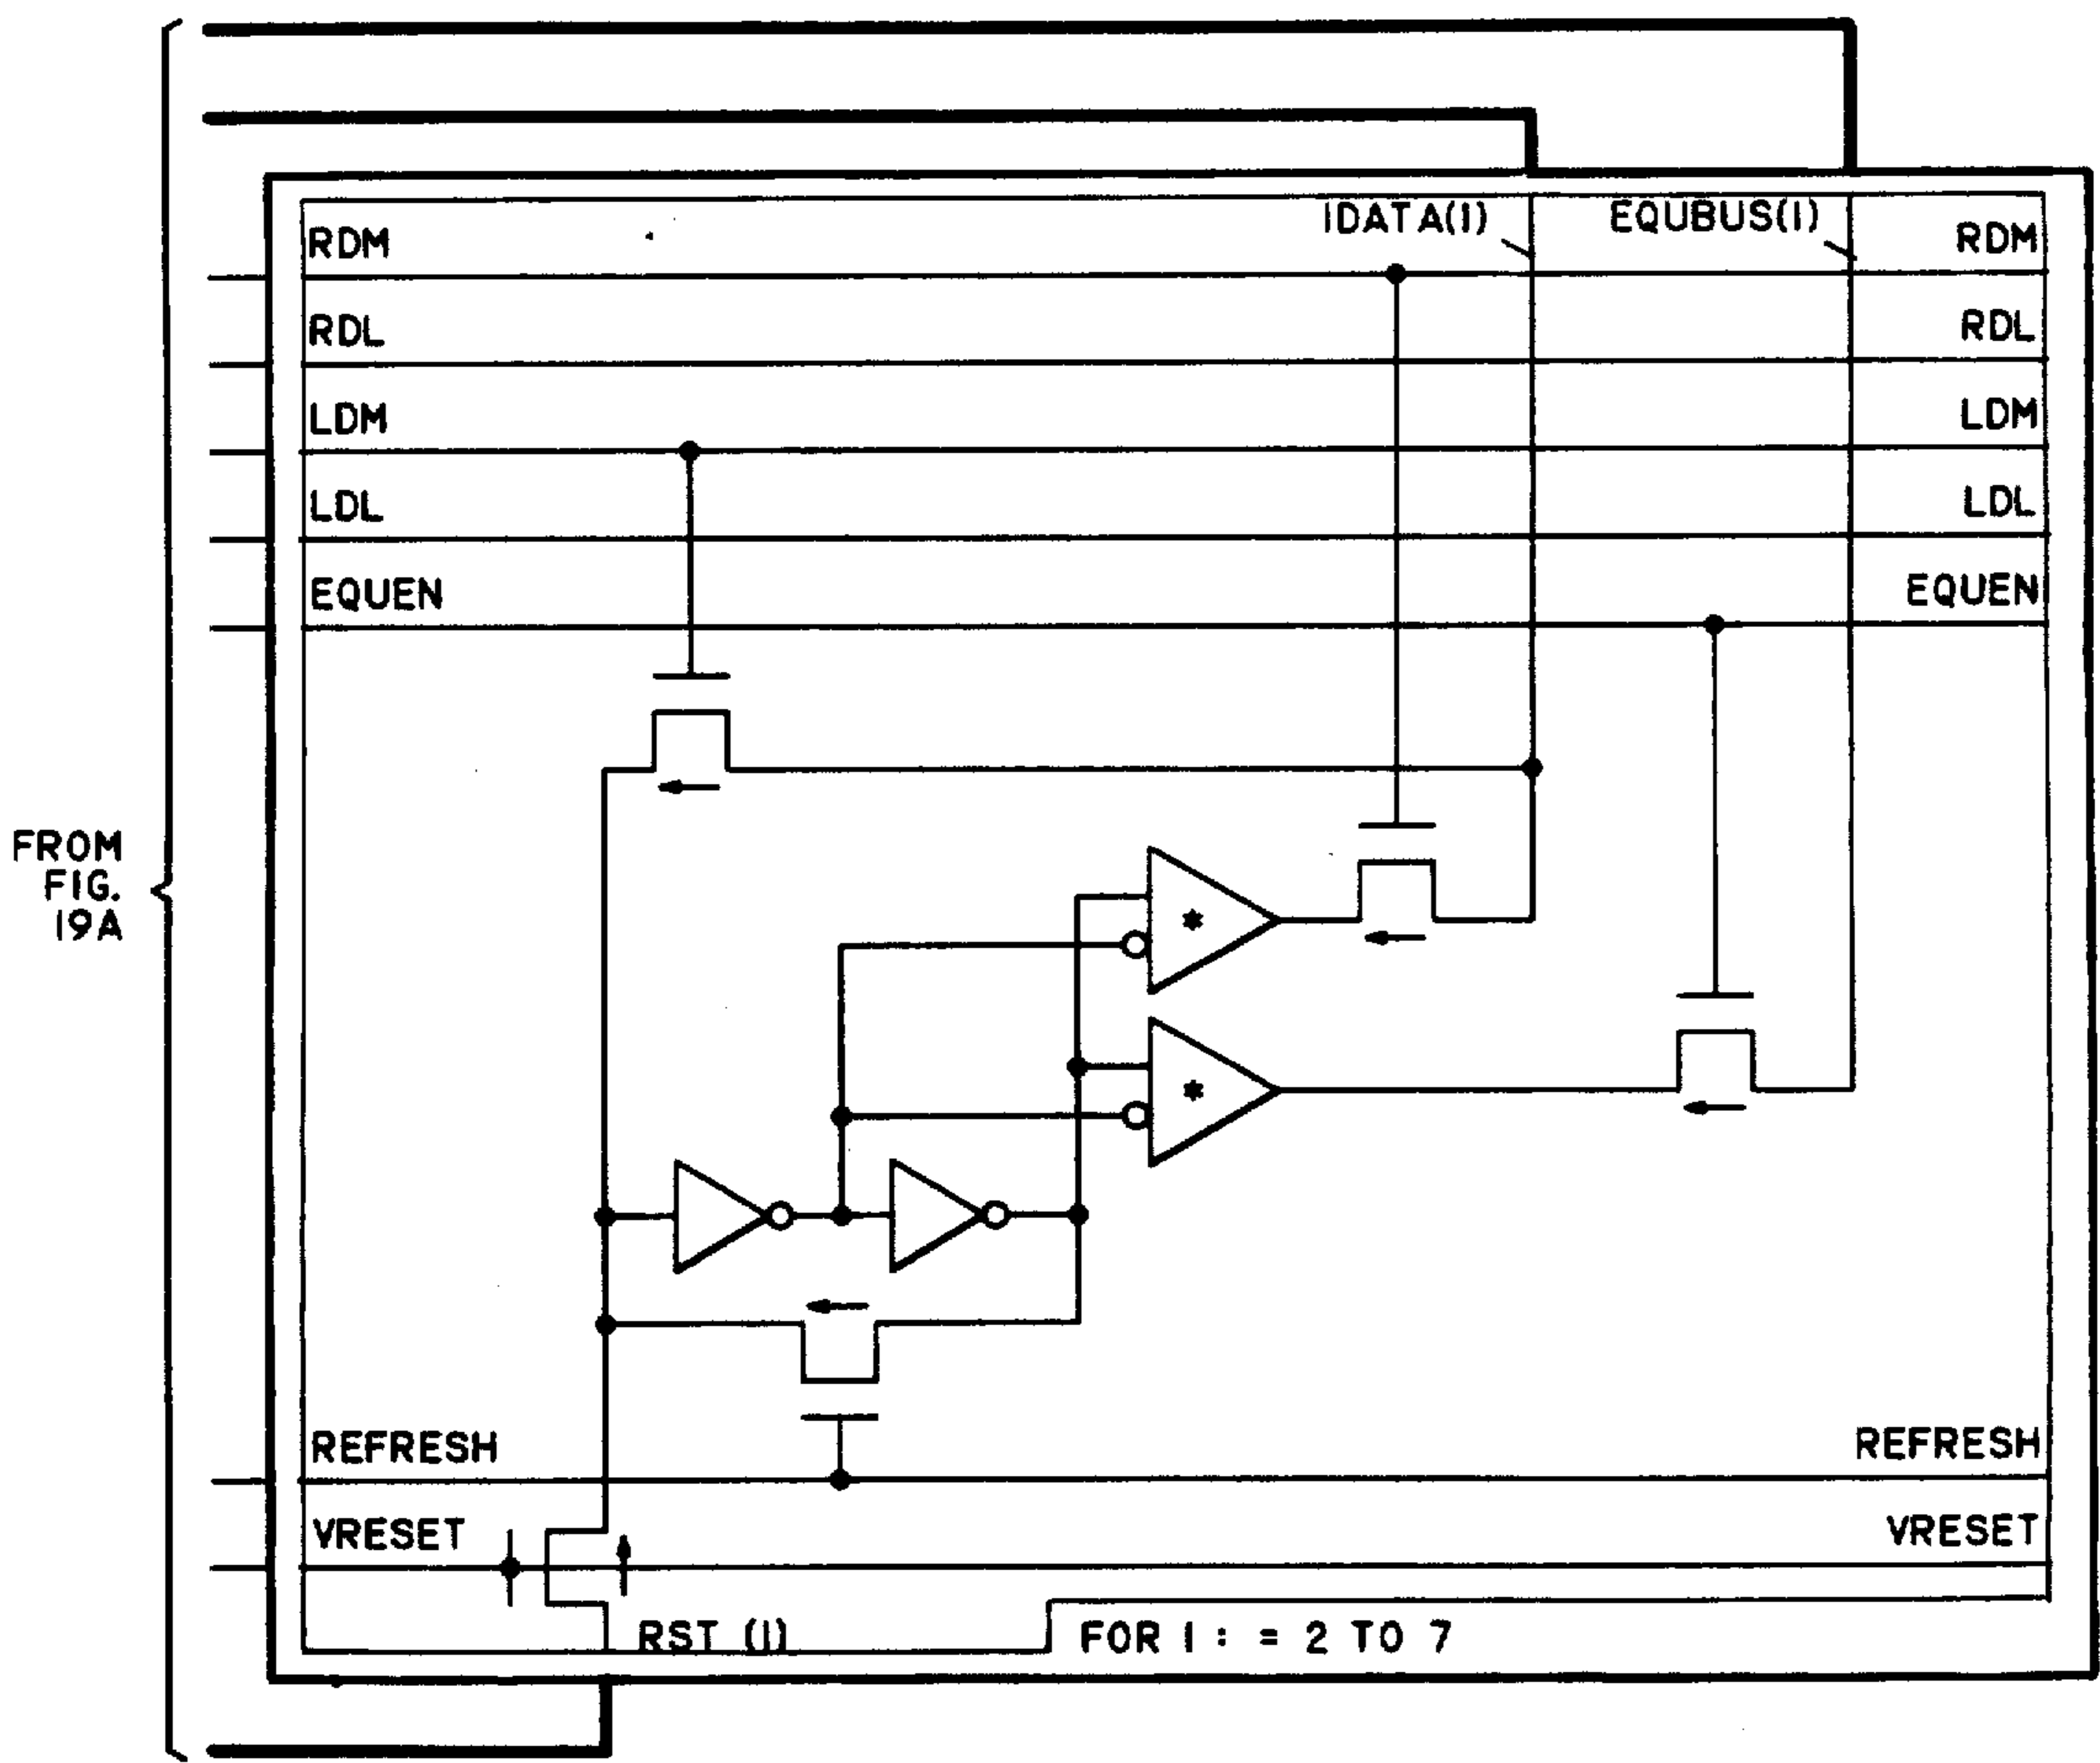 IDATA(I) EQUBUS(I)
RDM RDM
RDL RDL
LDM LDM
LDL LDL
EQUEN EQUEN
FROM
FIG.
19A
*
*
REFRESH REFRESH
VRESET VRESET
RST (I) FOR I : = 2 TO 7